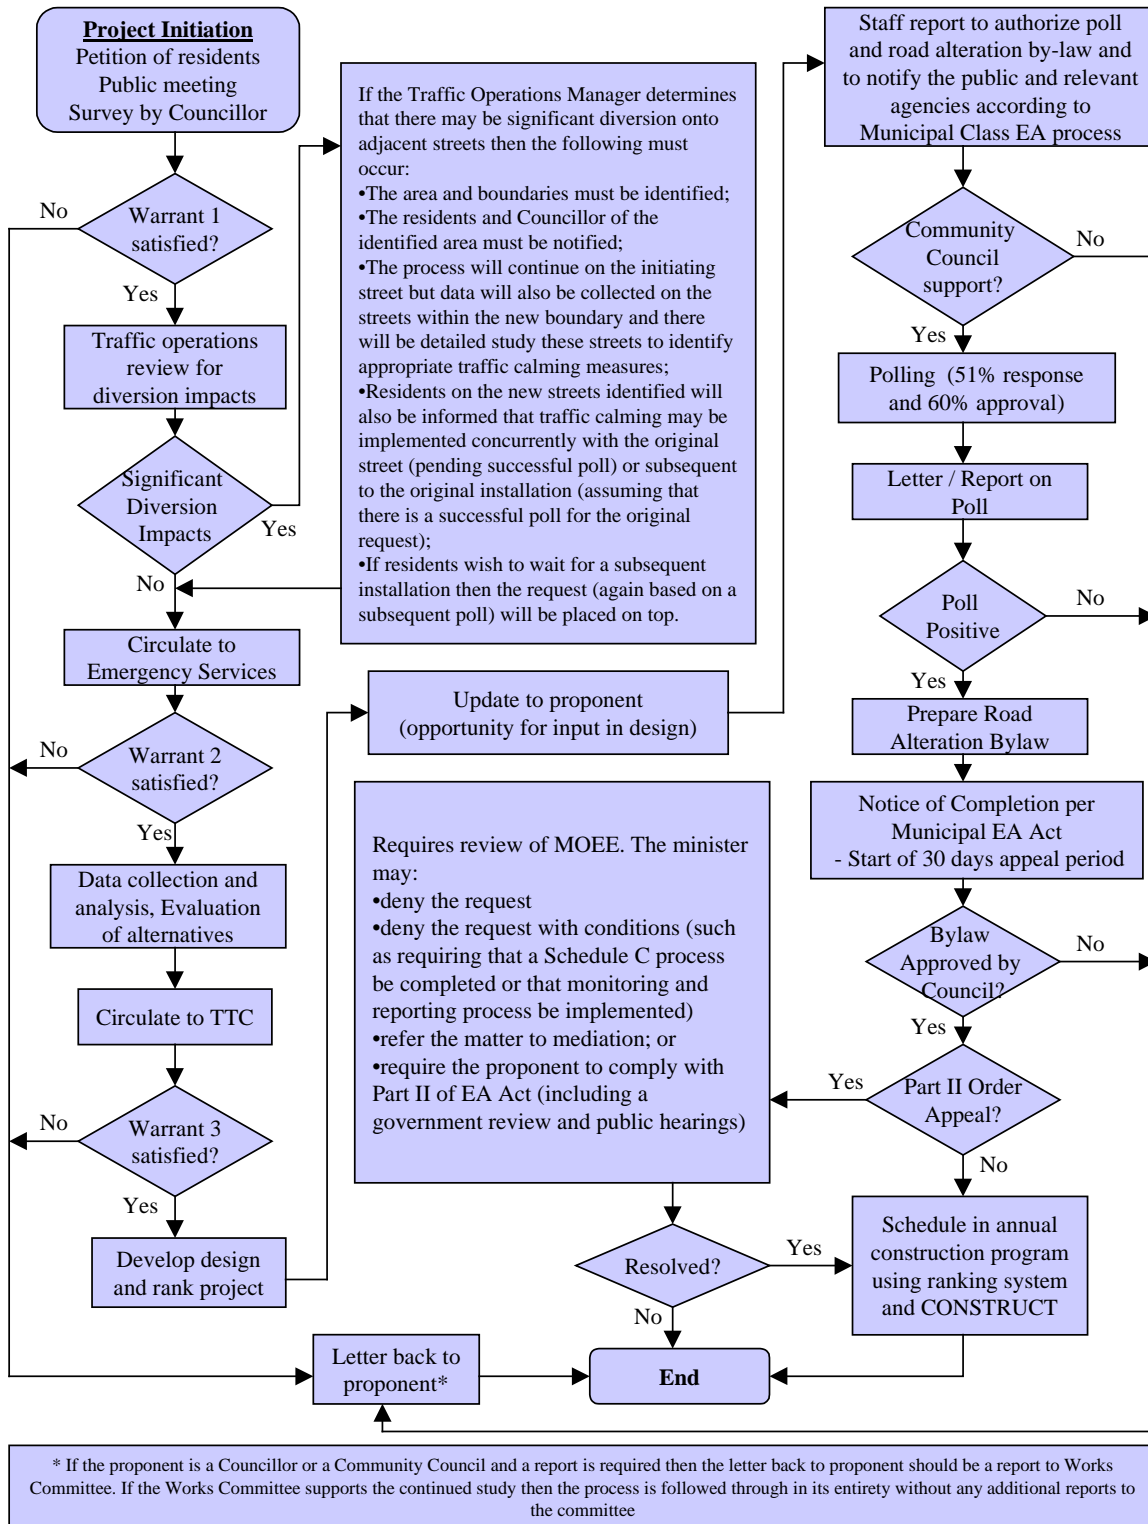 Project Initiation
Petition of residents
Public meeting
Survey by Councillor
No
Warrant 1
satisfied?
Yes
Traffic operations
review for
diversion impacts
Significant
Diversion
Impacts
Yes
No
If the Traffic Operations Manager determines
that there may be significant diversion onto
adjacent streets then the following must
occur:
•The area and boundaries must be identified;
•The residents and Councillor of the
identified area must be notified;
•The process will continue on the initiating
street but data will also be collected on the
streets within the new boundary and there
will be detailed study these streets to identify
appropriate traffic calming measures;
•Residents on the new streets identified will
also be informed that traffic calming may be
implemented concurrently with the original
street (pending successful poll) or subsequent
to the original installation (assuming that
there is a successful poll for the original
request);
•If residents wish to wait for a subsequent
installation then the request (again based on a
subsequent poll) will be placed on top.
Circulate to
Emergency Services
No
Warrant 2
satisfied?
Yes
Data collection and
analysis, Evaluation
of alternatives
Circulate to TTC
No
Warrant 3
satisfied?
Yes
Develop design
and rank project
Update to proponent
(opportunity for input in design)
Staff report to authorize poll
and road alteration by-law and
to notify the public and relevant
agencies according to
Municipal Class EA process
Community
Council
support?
No
Yes
Polling (51% response
and 60% approval)
Letter / Report on
Poll
Poll
Positive
No
Yes
Prepare Road
Alteration Bylaw
Notice of Completion per
Municipal EA Act
- Start of 30 days appeal period
Bylaw
Approved by
Council?
No
Yes
Part II Order
Appeal?
Yes
No
Requires review of MOEE. The minister
may:
•deny the request
•deny the request with conditions (such
as requiring that a Schedule C process
be completed or that monitoring and
reporting process be implemented)
•refer the matter to mediation; or
•require the proponent to comply with
Part II of EA Act (including a
government review and public hearings)
Resolved?
Yes
No
Schedule in annual
construction program
using ranking system
and CONSTRUCT
Letter back to
proponent*
End
* If the proponent is a Councillor or a Community Council and a report is required then the letter back to proponent should be a report to Works
Committee. If the Works Committee supports the continued study then the process is followed through in its entirety without any additional reports to
the committee